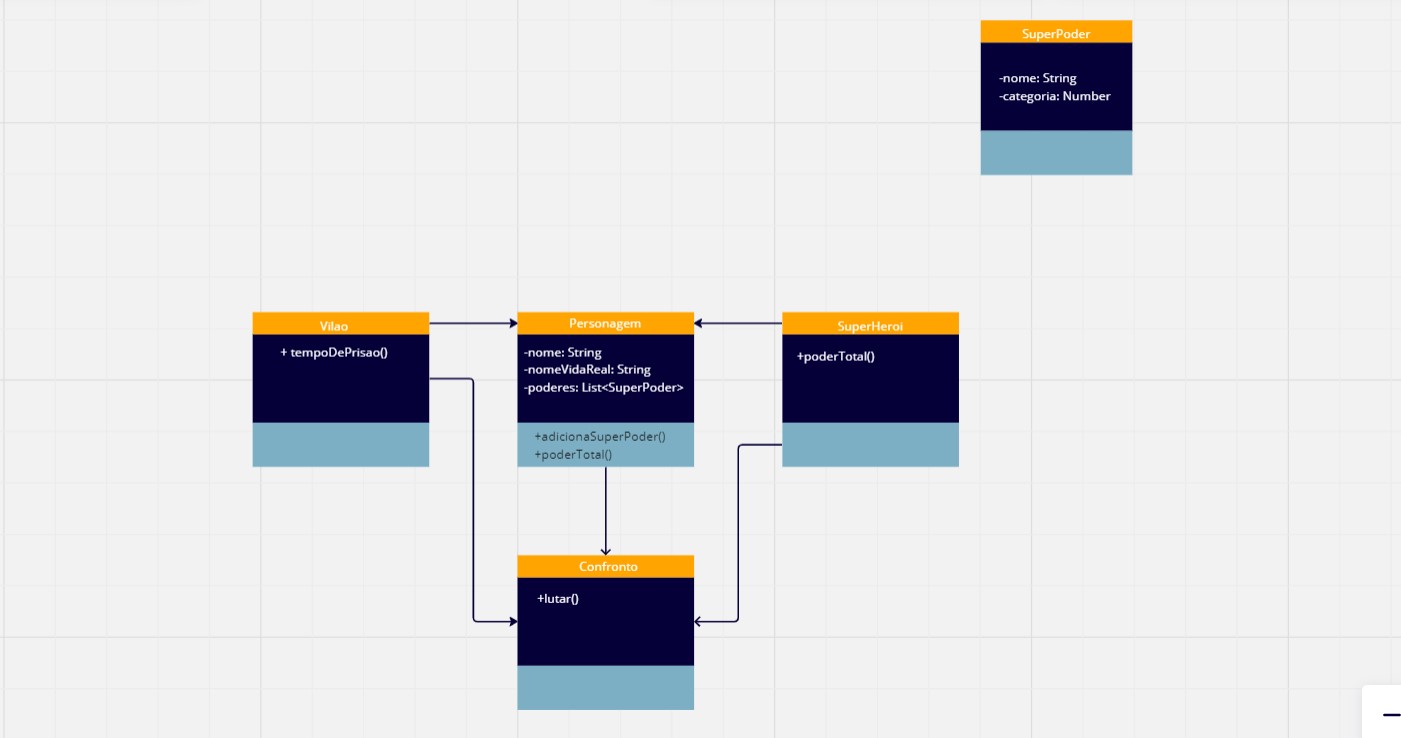 SuperPoder
-nome: String
-categoria: Number
Vilao
+ tempoDePrisao()
Personagem
-nome: String
-nomeVidaReal: String
-poderes: List<SuperPoder>
+adicionaSuperPoder()
+poderTotal()
SuperHeroi
+poderTotal()
Confronto
+lutar()